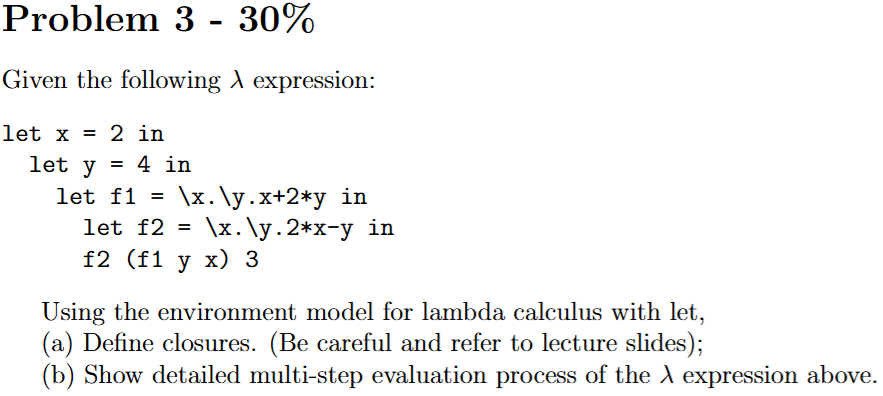 Problem 3 - 30%
Given the following λ expression:
let x = 2 in
let y = 4 in
let f1 = \x.\y.x+2*y in
let f2 = \x.\y.2*x-y in
f2 (f1 y x) 3
Using the environment model for lambda calculus with let,
(a) Define closures. (Be careful and refer to lecture slides);
(b) Show detailed multi-step evaluation process of the λ expression above.